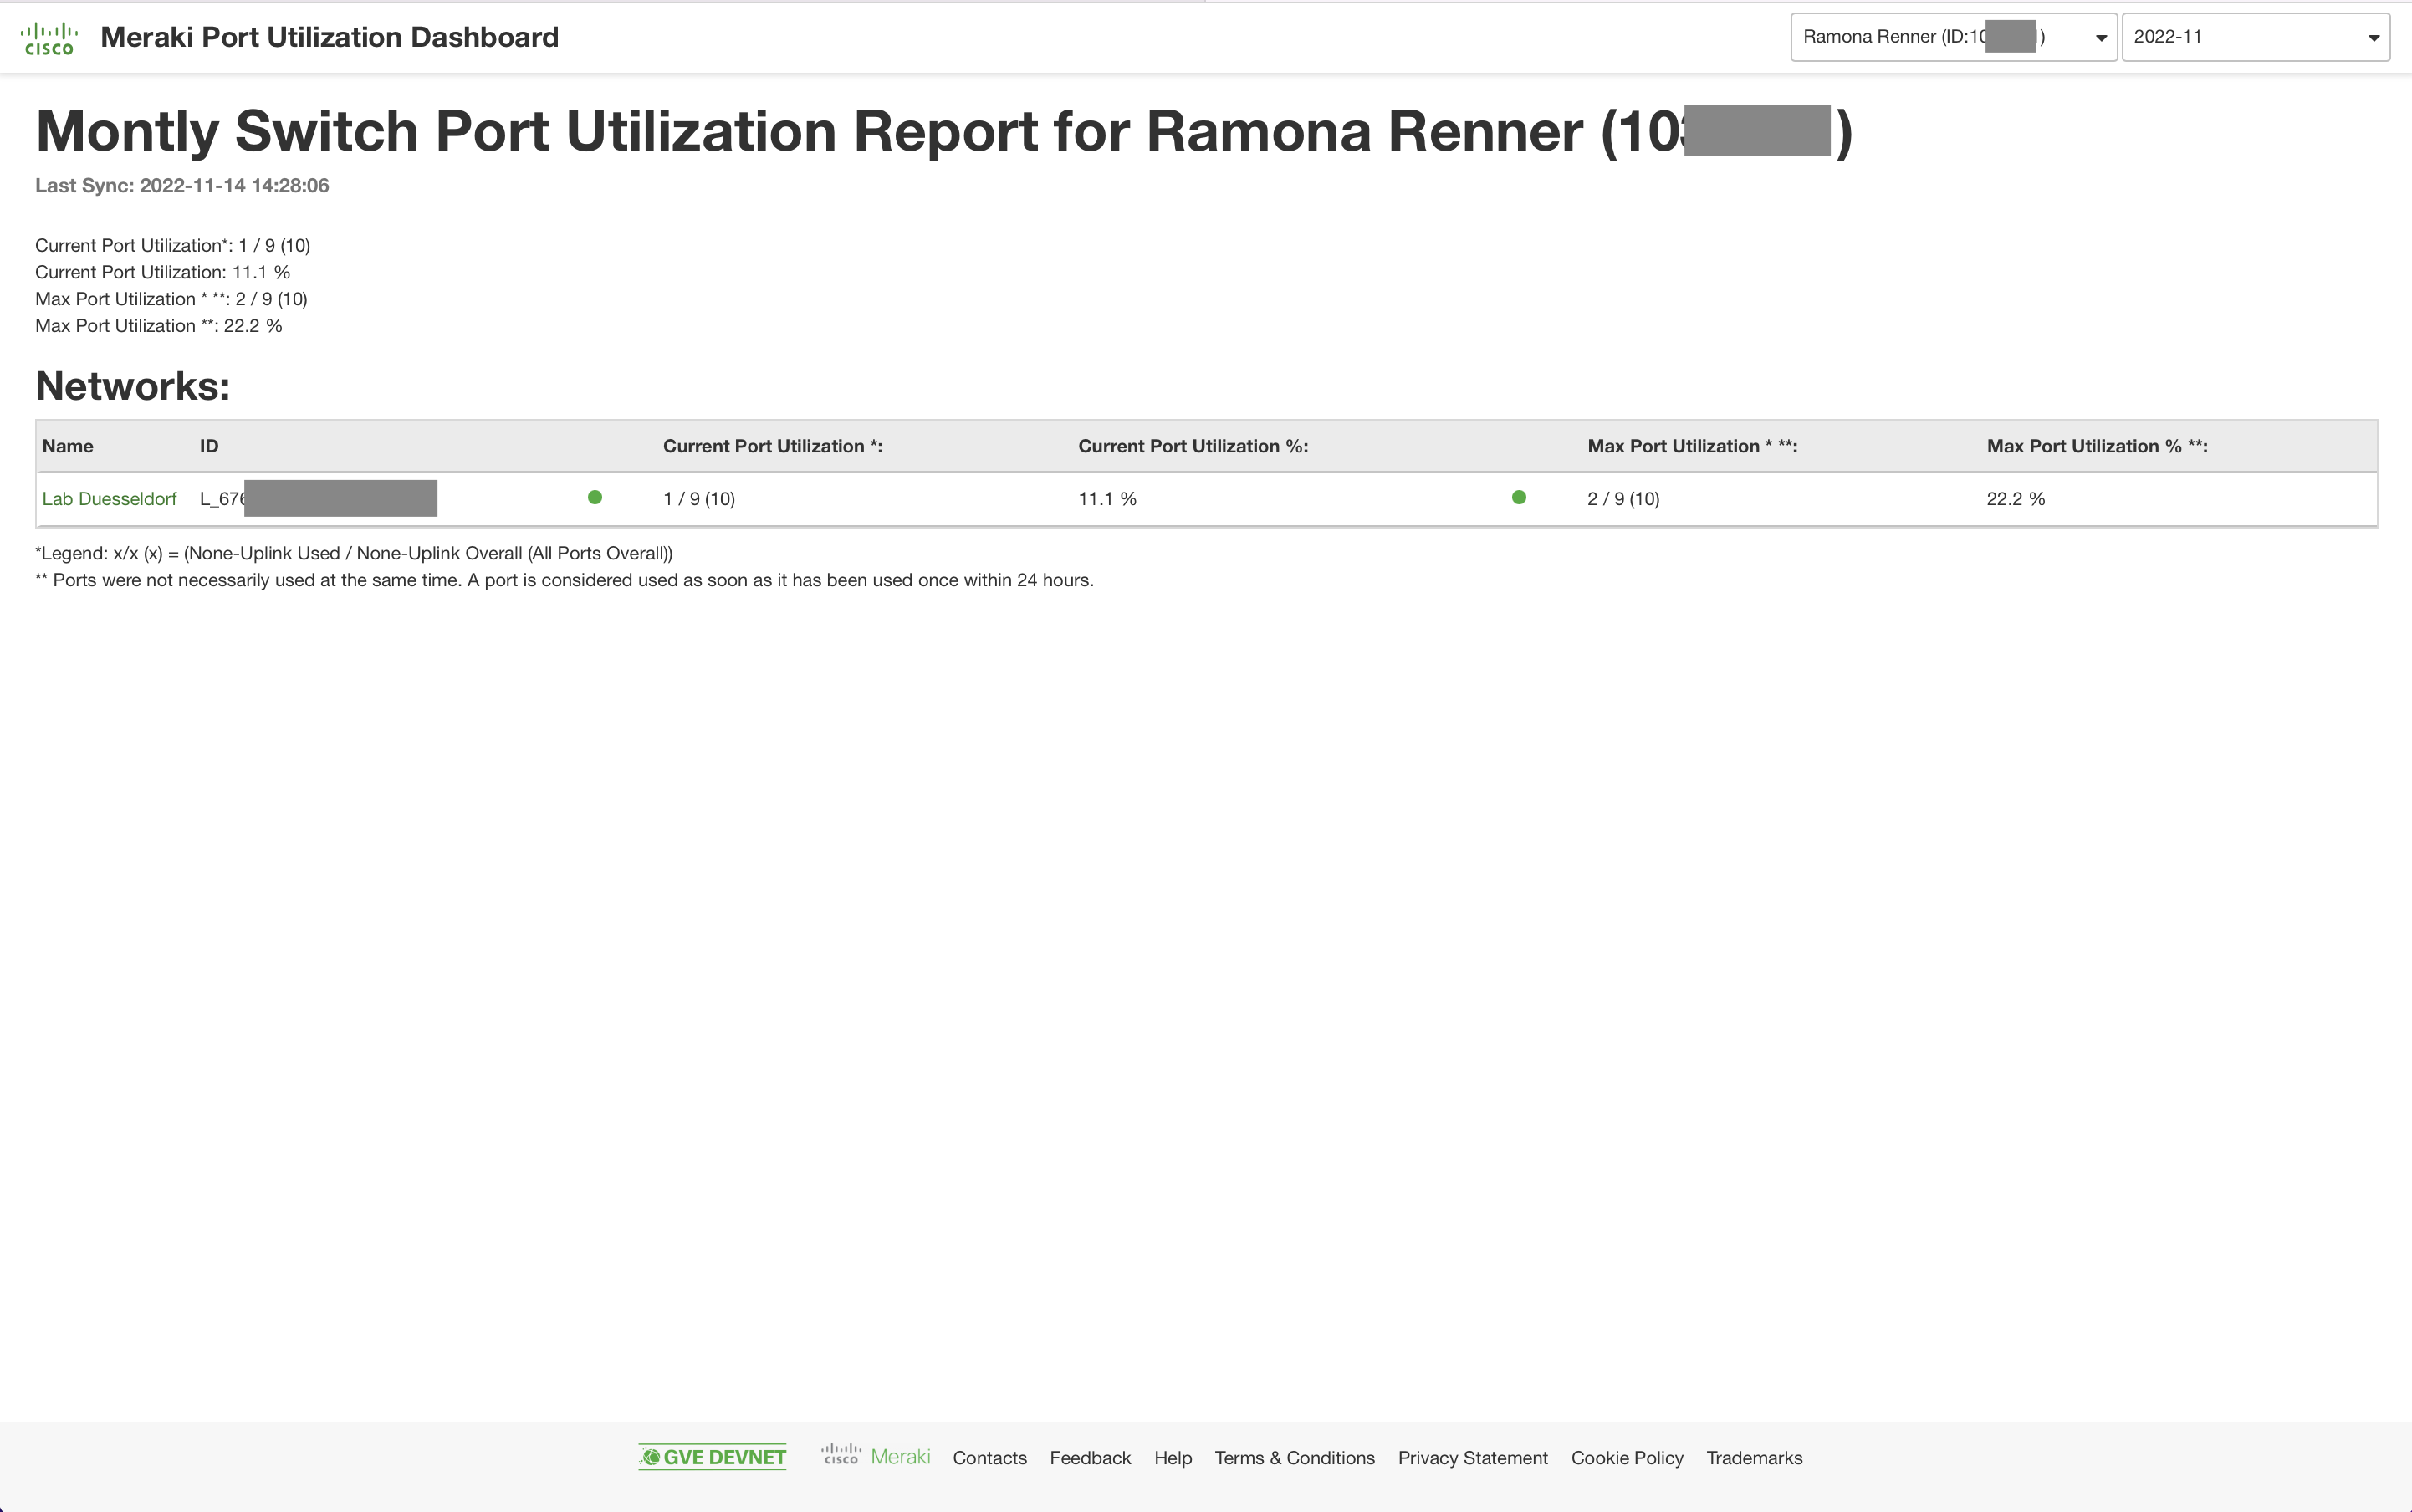 CISCO Meraki Port Utilization Dashboard Ramona Renner (ID:10 ) 2022-11
Montly Switch Port Utilization Report for Ramona Renner (10 )
Last Sync: 2022-11-14 14:28:06
Current Port Utilization*: 1 / 9 (10)
Current Port Utilization: 11.1 %
Max Port Utilization * **: 2 / 9 (10)
Max Port Utilization **: 22.2 %
Networks:
Name ID Current Port Utilization *: Current Port Utilization %: Max Port Utilization * **: Max Port Utilization % **:
Lab Duesseldorf L_67 1 / 9 (10) 11.1 % 2 / 9 (10) 22.2 %
*Legend: x/x (x) = (None-Uplink Used / None-Uplink Overall (All Ports Overall))
** Ports were not necessarily used at the same time. A port is considered used as soon as it has been used once within 24 hours.
GVE DEVNET CISCO Meraki Contacts Feedback Help Terms & Conditions Privacy Statement Cookie Policy Trademarks